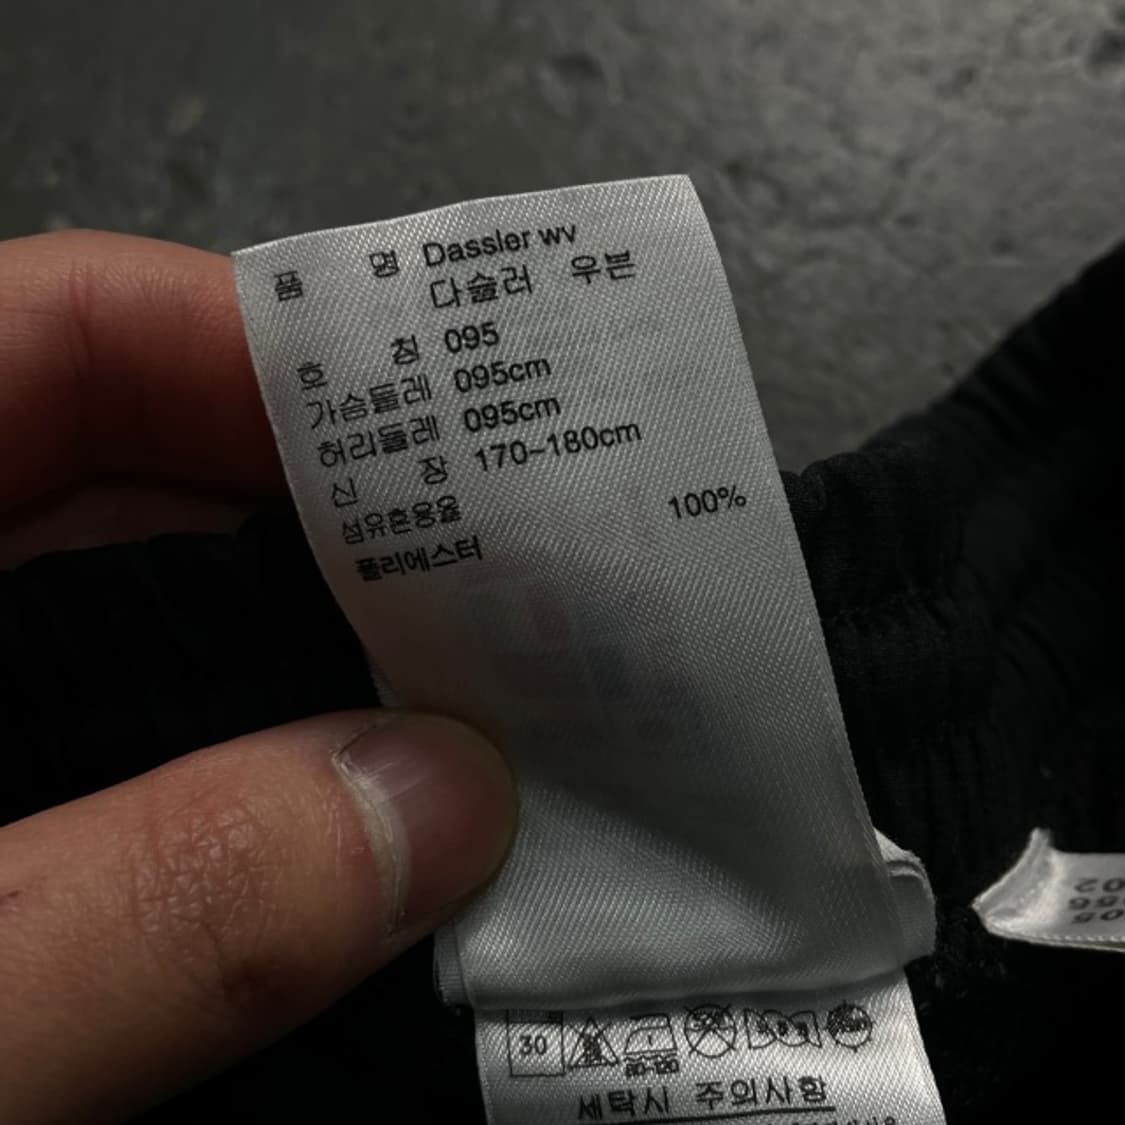 품 명 Dassler wv
다슬러 우븐
호 칭 095
가슴둘레 095cm
허리둘레 095cm
신 장 170~180cm
섬유혼용율
폴리에스터 100%
30
80-120
세탁시 주의사항